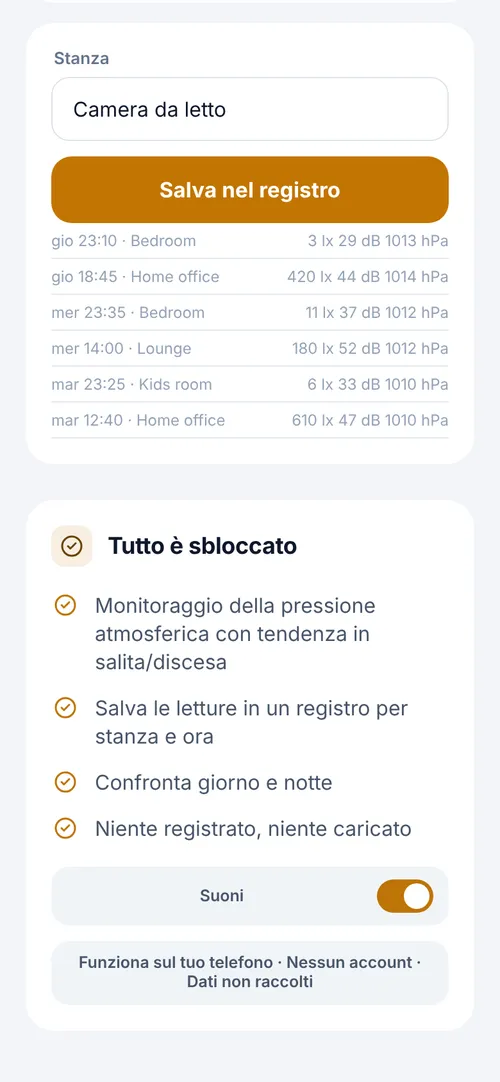 Stanza
Camera da letto
Salva nel registro
gio 23:10 · Bedroom 3 lx 29 dB 1013 hPa
gio 18:45 · Home office 420 lx 44 dB 1014 hPa
mer 23:35 · Bedroom 11 lx 37 dB 1012 hPa
mer 14:00 · Lounge 180 lx 52 dB 1012 hPa
mar 23:25 · Kids room 6 lx 33 dB 1010 hPa
mar 12:40 · Home office 610 lx 47 dB 1010 hPa
Tutto è sbloccato
Monitoraggio della pressione
atmosferica con tendenza in
salita/discesa
Salva le letture in un registro per
stanza e ora
Confronta giorno e notte
Niente registrato, niente caricato
Suoni
Funziona sul tuo telefono · Nessun account ·
Dati non raccolti